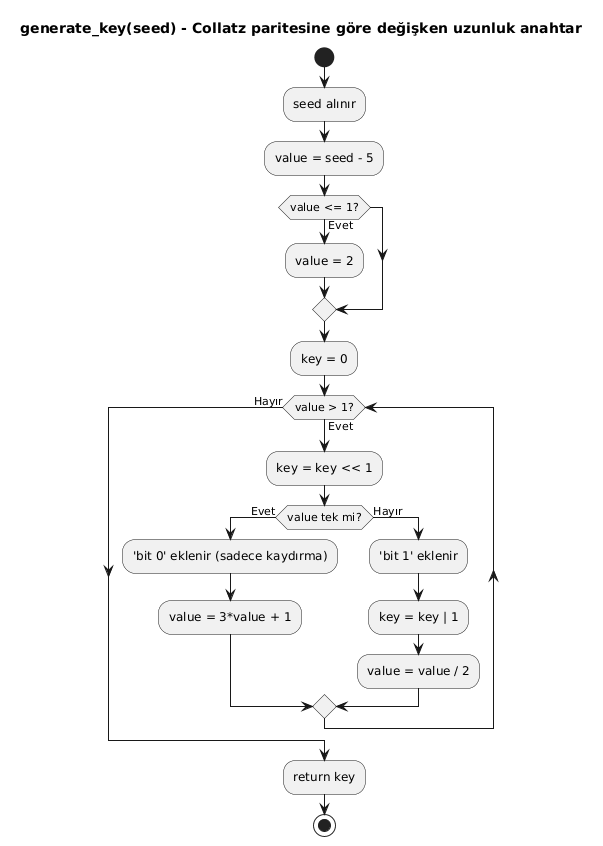 generate_key(seed) - Collatz paritesine göre değişken uzunluk anahtar
seed alınır
value = seed - 5
value <= 1?
Evet
value = 2
key = 0
Hayır
value > 1?
Evet
key = key << 1
Evet
value tek mi?
Hayır
'bit 0' eklenir (sadece kaydırma)
'bit 1' eklenir
value = 3*value + 1
key = key | 1
value = value / 2
return key